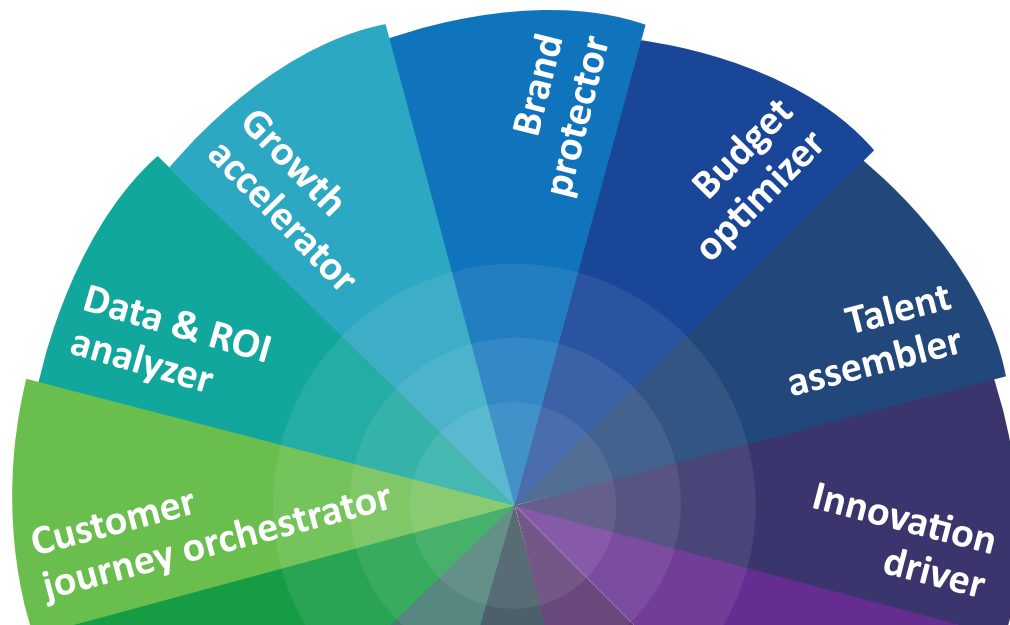 Customer
journey orchestrator
Data & ROI
analyzer
Growth
accelerator
Brand
protector
Budget
optimizer
Talent
assembler
Innovation
driver